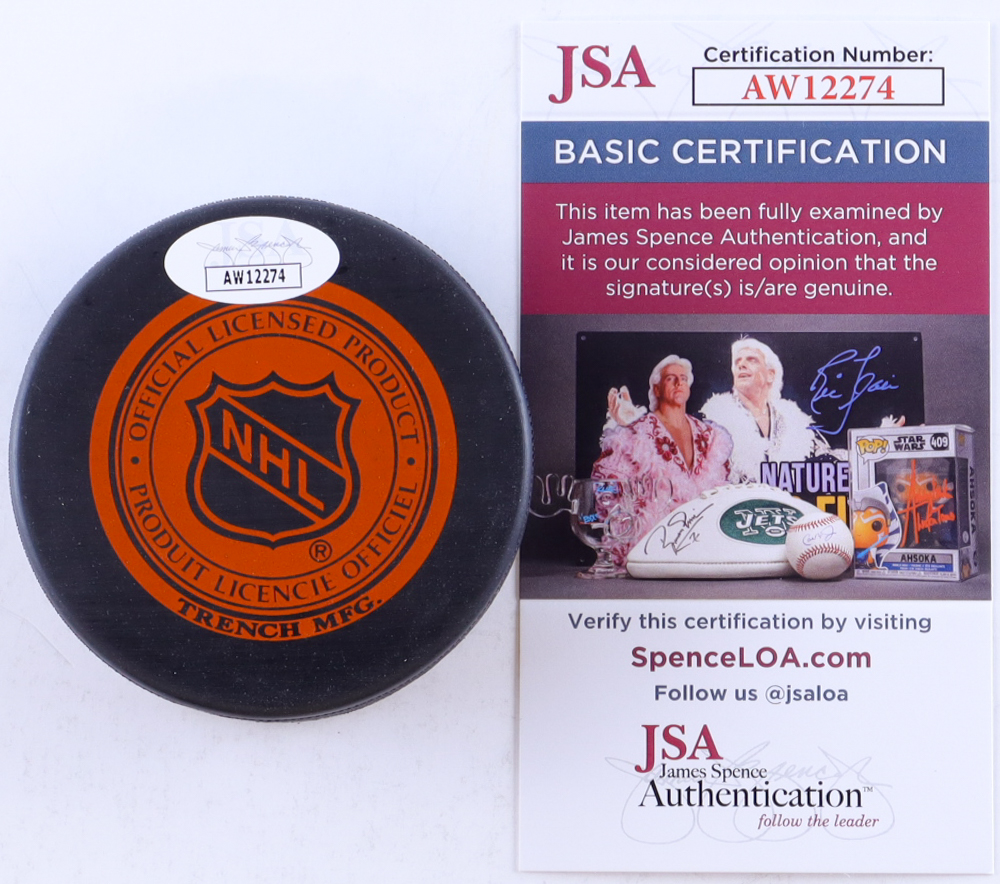 AW12274
OFFICIAL LICENSED PRODUCT
NHL
®
• PRODUIT LICENCIE OFFICIEL •
TRENCH MFG.
JSA
Certification Number:
AW12274
BASIC CERTIFICATION
This item has been fully examined by
James Spence Authentication, and
it is our considered opinion that the
signature(s) is/are genuine.
NATURE
JETS
POP!
STAR WARS
409
AHSOKA
AHSOKA
Verify this certification by visiting
SpenceLOA.com
Follow us @jsaloa
JSA
James Spence
Authentication™
follow the leader